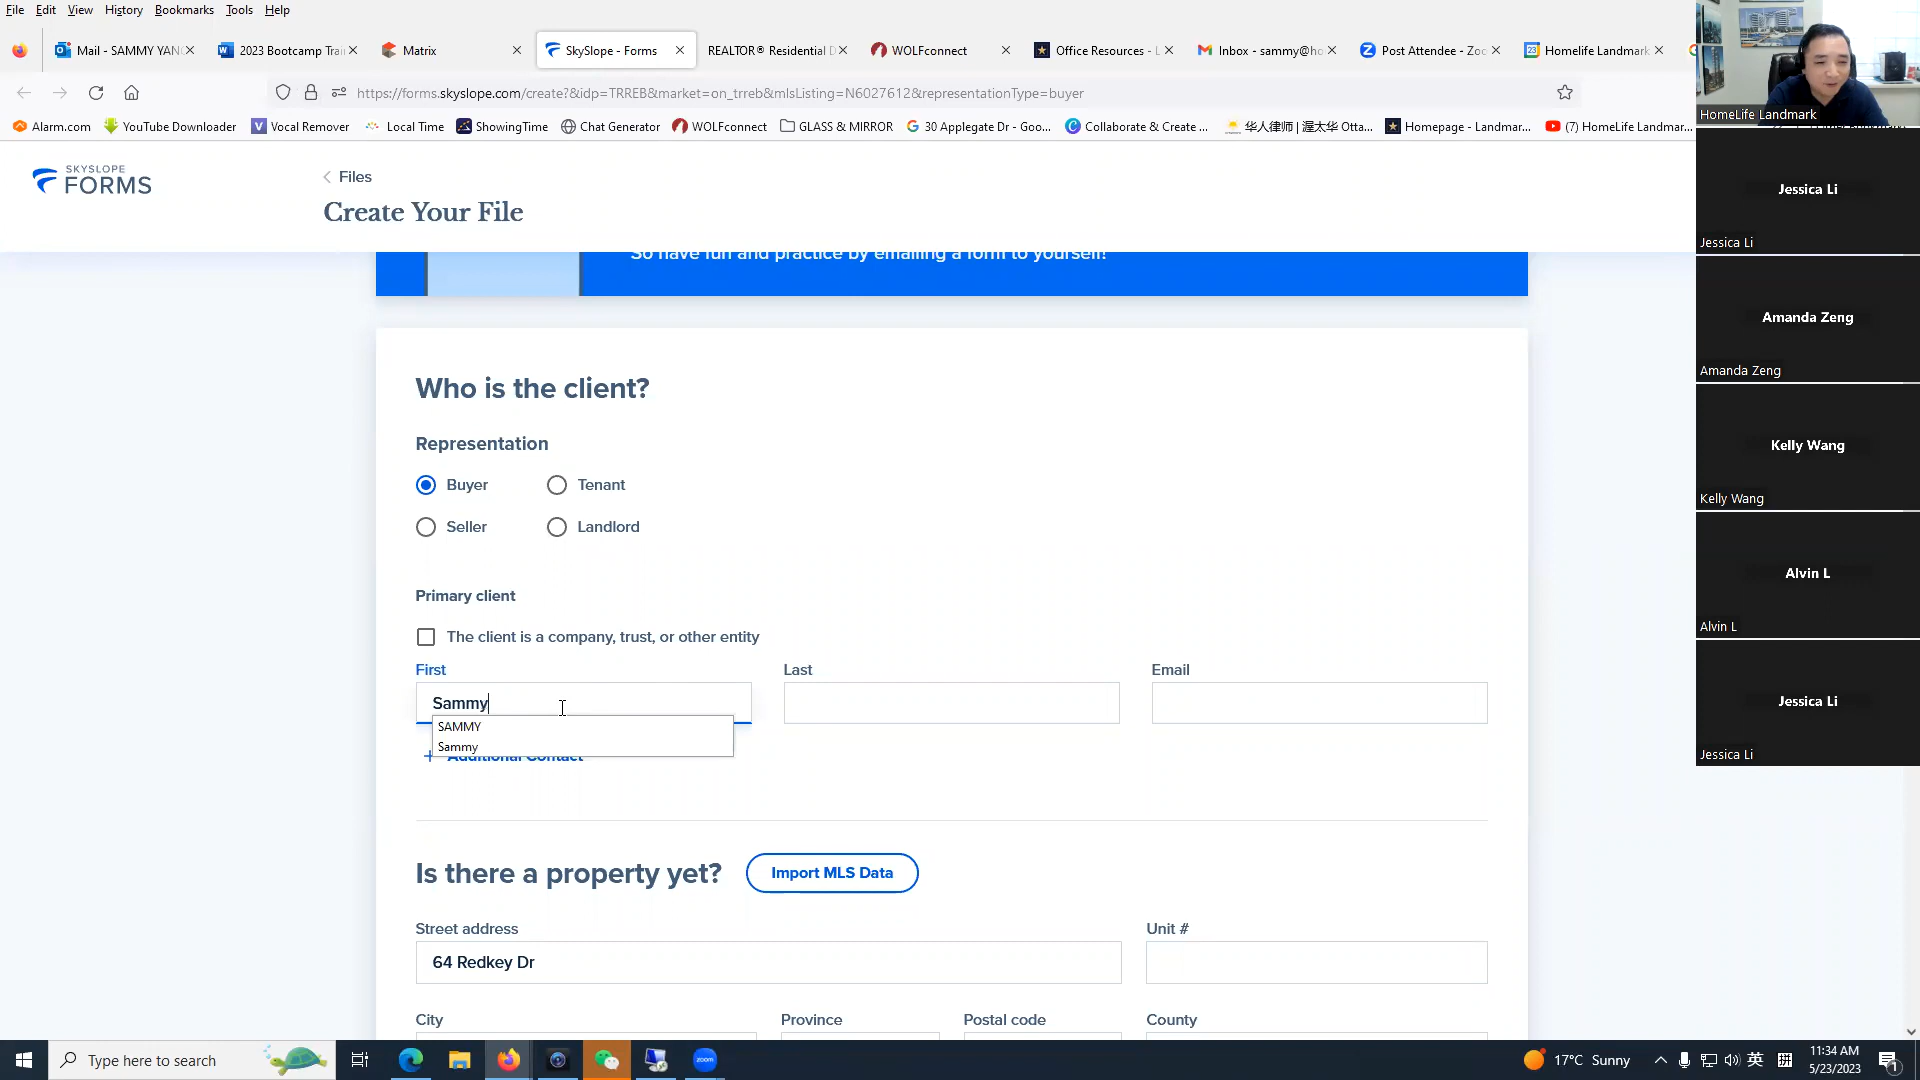 File Edit View History Bookmarks Tools Help
Mail - SAMMY YANG
2023 Bootcamp Trai
Matrix
SkySlope - Forms
REALTOR® Residential D
WOLFconnect
Office Resources - L
Inbox - sammy@ho
Post Attendee - Zo
Homelife Landmark
https://forms.skyslope.com/create?&idp=TRREB&market=on_trreb&mlsListing=N6027612&representationType=buyer
Alarm.com
YouTube Downloader
Vocal Remover
Local Time
ShowingTime
Chat Generator
WOLFconnect
GLASS & MIRROR
30 Applegate Dr - Goo...
Collaborate & Create ...
华人律师 | 渥太华 Otta...
Homepage - Landmar...
(7) HomeLife Landmar...
SKYSLOPE
FORMS
Files
Create Your File
So have fun and practice by emailing a form to yourself!
Who is the client?
Representation
Buyer
Tenant
Seller
Landlord
Primary client
The client is a company, trust, or other entity
First
Last
Email
Sammy
SAMMY
Sammy
+ Additional Contact
Is there a property yet?
Import MLS Data
Street address
Unit #
64 Redkey Dr
City
Province
Postal code
County
HomeLife Landmark
Jessica Li
Jessica Li
Amanda Zeng
Amanda Zeng
Kelly Wang
Kelly Wang
Alvin L
Alvin L
Jessica Li
Jessica Li
Type here to search
zoom
17°C Sunny
英
拼
11:34 AM
5/23/2023
1